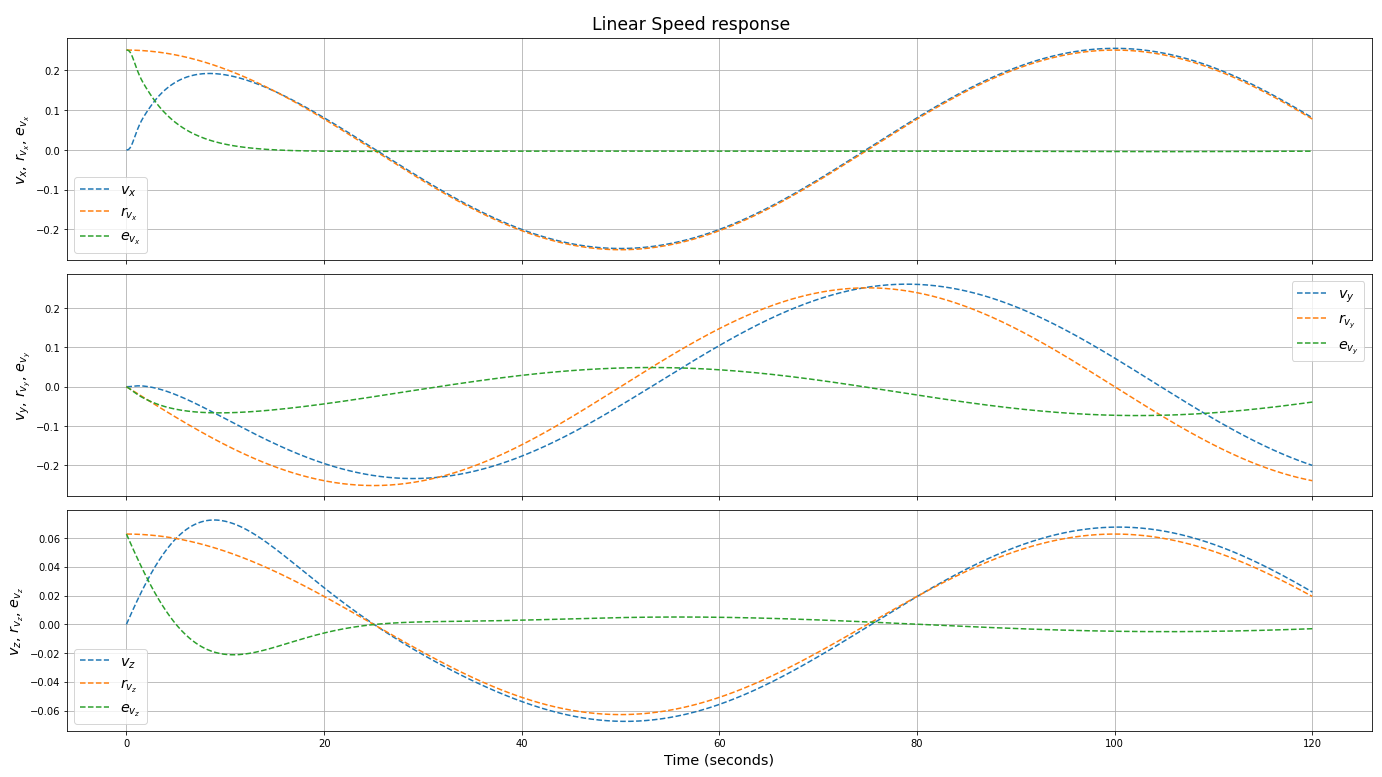 Linear Speed response
v_x, r_{v_x}, e_{v_x}
0.2
0.1
0.0
−0.1
−0.2
v_x
r_{v_x}
e_{v_x}
v_y, r_{v_y}, e_{v_y}
0.2
0.1
0.0
−0.1
−0.2
v_y
r_{v_y}
e_{v_y}
v_z, r_{v_z}, e_{v_z}
0.06
0.04
0.02
0.00
−0.02
−0.04
−0.06
v_z
r_{v_z}
e_{v_z}
0 20 40 60 80 100 120
Time (seconds)